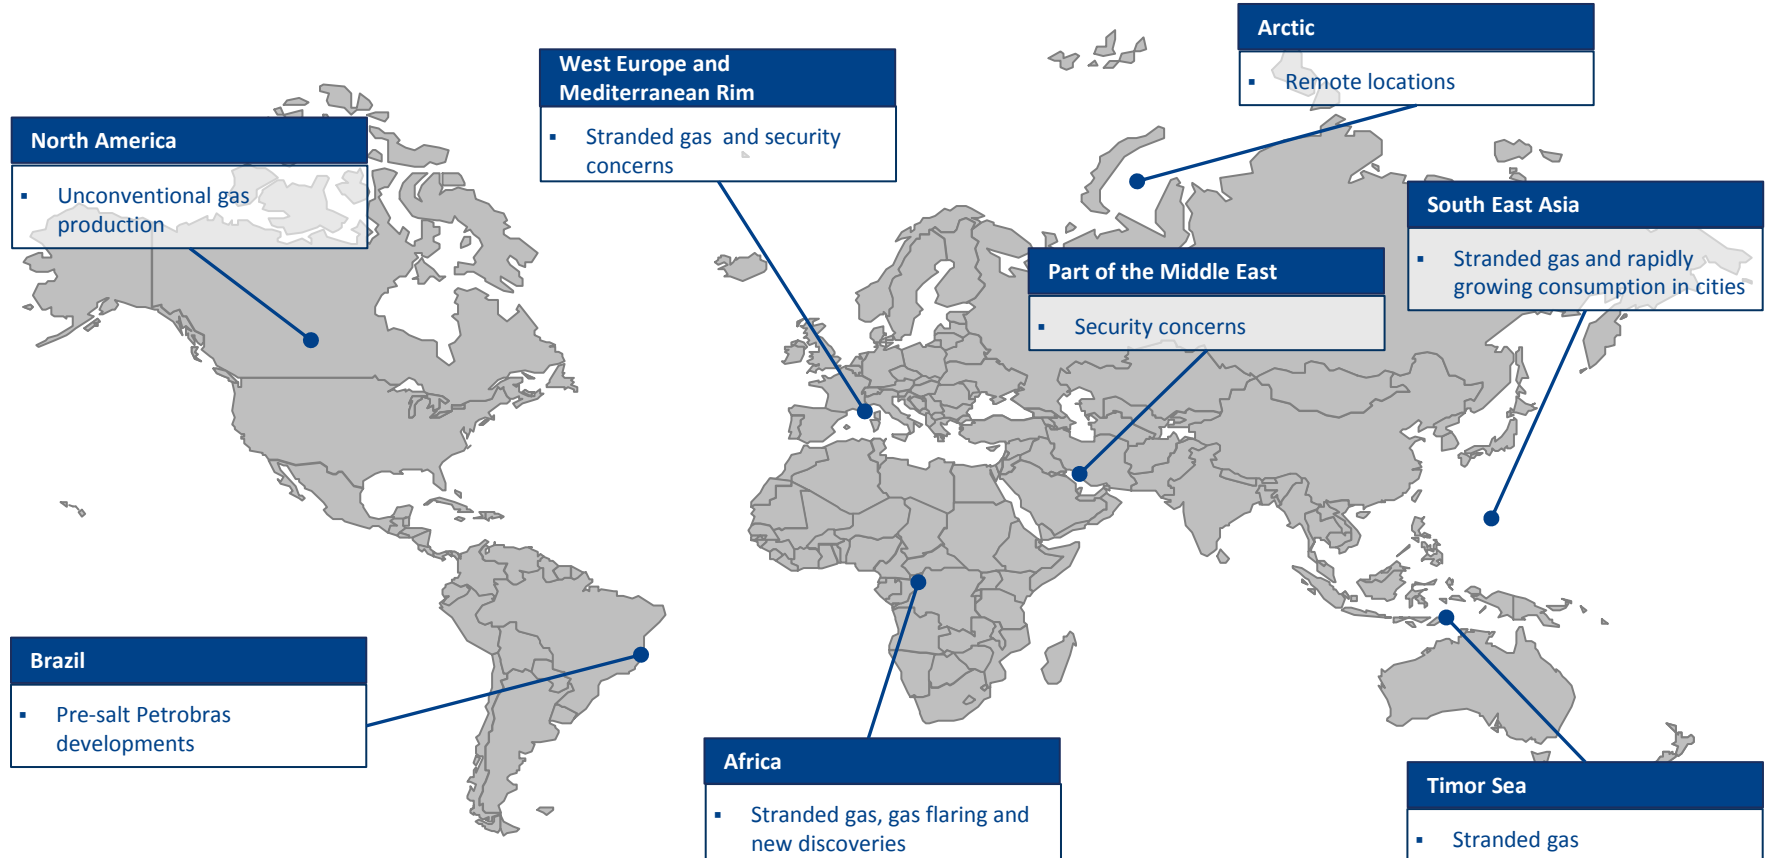 Arctic
▪ Remote locations
West Europe and
Mediterranean Rim
▪ Stranded gas and security
concerns
North America
▪ Unconventional gas
production
South East Asia
▪ Stranded gas and rapidly
growing consumption in cities
Part of the Middle East
▪ Security concerns
Brazil
▪ Pre-salt Petrobras
developments
Africa
▪ Stranded gas, gas flaring and
new discoveries
Timor Sea
▪ Stranded gas